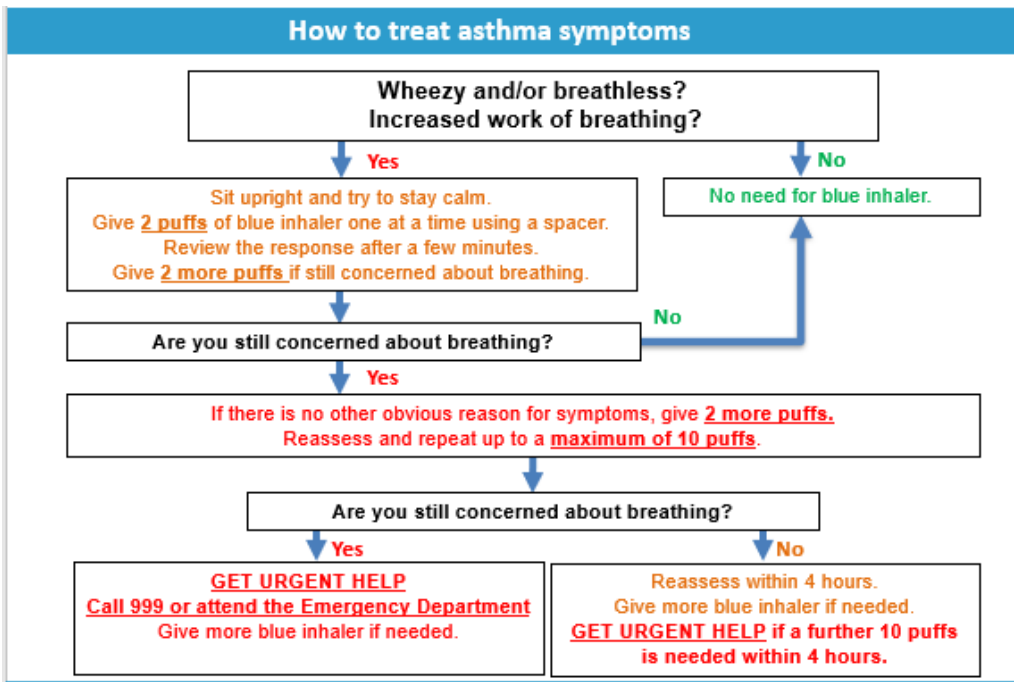 How to treat asthma symptoms
Wheezy and/or breathless?
Increased work of breathing?
Yes
No
Sit upright and try to stay calm.
Give 2 puffs of blue inhaler one at a time using a spacer.
Review the response after a few minutes.
Give 2 more puffs if still concerned about breathing.
No need for blue inhaler.
No
Are you still concerned about breathing?
Yes
If there is no other obvious reason for symptoms, give 2 more puffs.
Reassess and repeat up to a maximum of 10 puffs.
Are you still concerned about breathing?
Yes
No
GET URGENT HELP
Call 999 or attend the Emergency Department
Give more blue inhaler if needed.
Reassess within 4 hours.
Give more blue inhaler if needed.
GET URGENT HELP if a further 10 puffs
is needed within 4 hours.